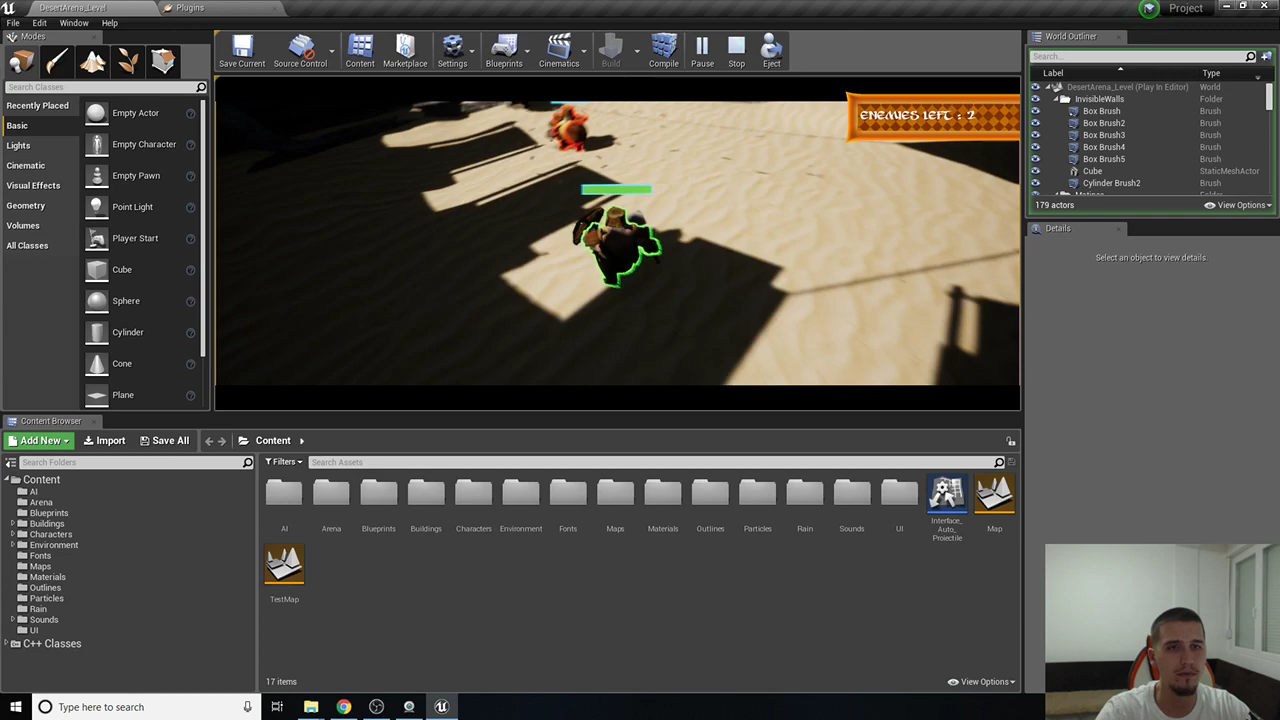 DesertArena_Level
Plugins
Project
File Edit Window Help
Modes
Search Classes
Recently Placed
Basic
Lights
Cinematic
Visual Effects
Geometry
Volumes
All Classes
Empty Actor
Empty Character
Empty Pawn
Point Light
Player Start
Cube
Sphere
Cylinder
Cone
Plane
Save Current
Source Control
Content
Marketplace
Settings
Blueprints
Cinematics
Build
Compile
Pause
Stop
Eject
ENEMIES LEFT : 2
World Outliner
Search...
Label Type
DesertArena_Level (Play In Editor) World
InvisibleWalls Folder
Box Brush Brush
Box Brush2 Brush
Box Brush3 Brush
Box Brush4 Brush
Box Brush5 Brush
Cube StaticMeshActor
Cylinder Brush2 Brush
179 actors
View Options
Details
Select an object to view details.
Content Browser
Add New
Import
Save All
Content
Search Folders
Filters
Search Assets
Content
AI
Arena
Blueprints
Buildings
Characters
Environment
Fonts
Maps
Materials
Outlines
Particles
Rain
Sounds
UI
C++ Classes
AI
Arena
Blueprints
Buildings
Characters
Environment
Fonts
Maps
Materials
Outlines
Particles
Rain
Sounds
UI
Interface_
Auto_
Projectile
Map
TestMap
17 items
View Options
Type here to search